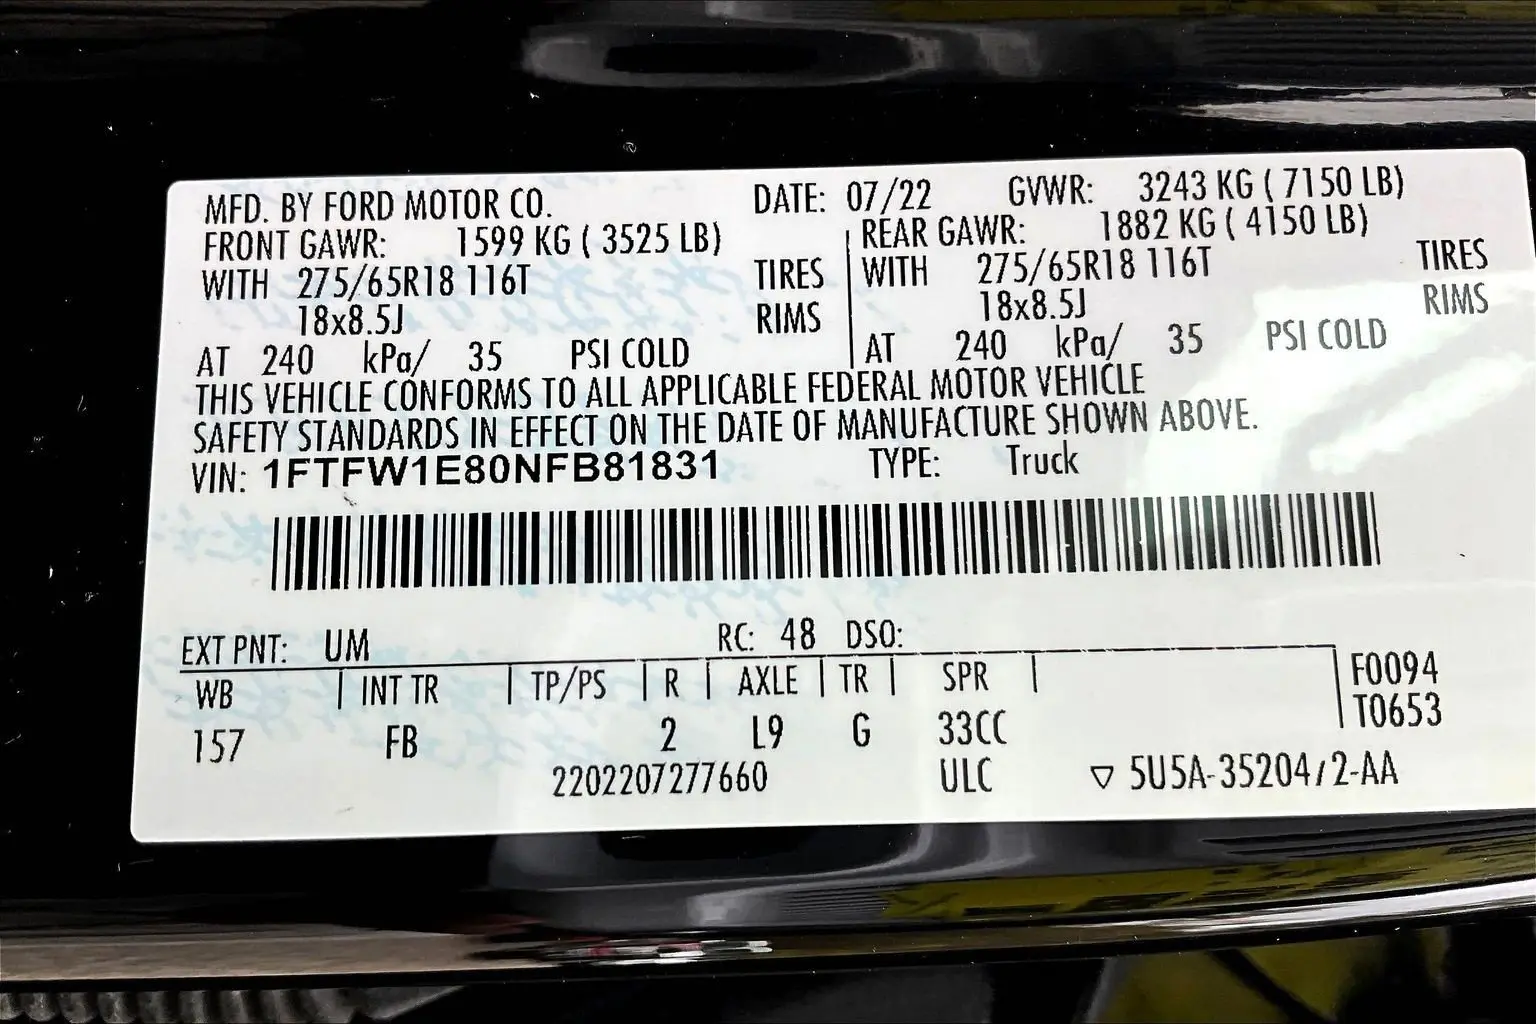 MFD. BY FORD MOTOR CO. DATE: 07/22 GVWR: 3243 KG ( 7150 LB)
FRONT GAWR: 1599 KG ( 3525 LB) REAR GAWR: 1882 KG ( 4150 LB)
WITH 275/65R18 116T TIRES WITH 275/65R18 116T TIRES
18x8.5J RIMS 18x8.5J RIMS
AT 240 kPa/ 35 PSI COLD AT 240 kPa/ 35 PSI COLD
THIS VEHICLE CONFORMS TO ALL APPLICABLE FEDERAL MOTOR VEHICLE
SAFETY STANDARDS IN EFFECT ON THE DATE OF MANUFACTURE SHOWN ABOVE.
VIN: 1FTFW1E80NFB81831 TYPE: Truck
EXT PNT: UM RC: 48 DSO:
WB INT TR TP/PS R AXLE TR SPR F0094
T0653
157 FB 2 L9 G 33CC
2202207277660 ULC ▽ 5U5A-35204/2-AA